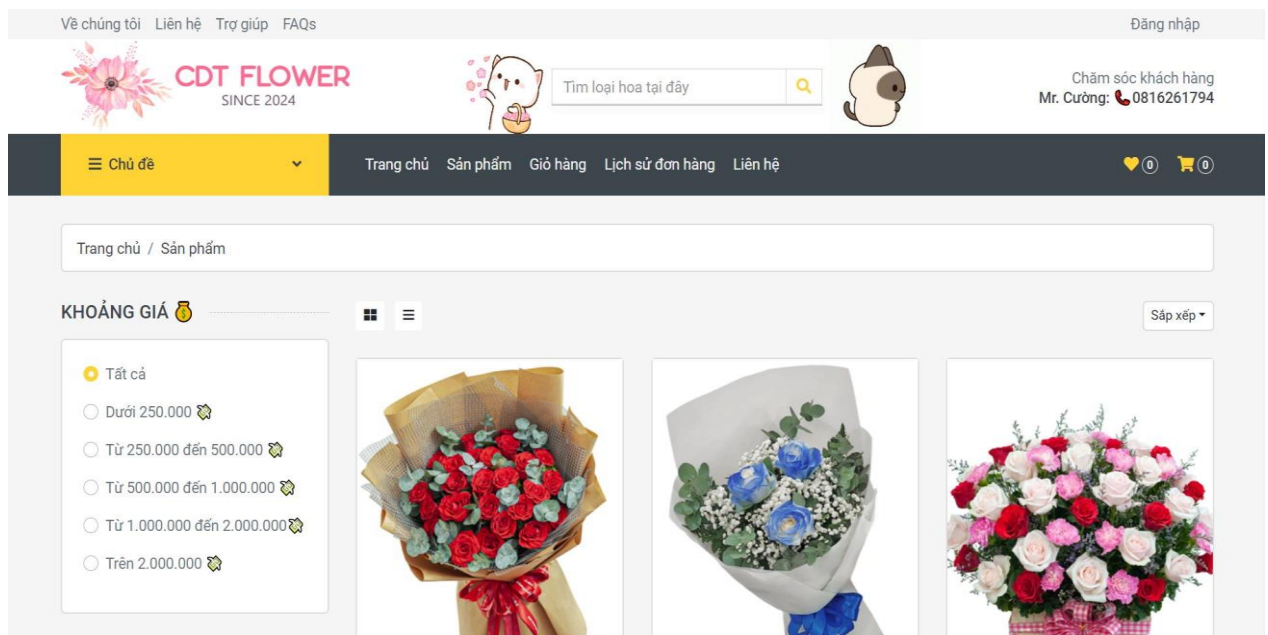 Về chúng tôi Liên hệ Trợ giúp FAQs Đăng nhập
CDT FLOWER
SINCE 2024
Tìm loại hoa tại đây
Chăm sóc khách hàng
Mr. Cường: 📞0816261794
☰ Chủ đề
Trang chủ Sản phẩm Giỏ hàng Lịch sử đơn hàng Liên hệ 0 0
Trang chủ / Sản phẩm
KHOẢNG GIÁ 💰
Sắp xếp
Tất cả
Dưới 250.000 💸
Từ 250.000 đến 500.000 💸
Từ 500.000 đến 1.000.000 💸
Từ 1.000.000 đến 2.000.000💸
Trên 2.000.000 💸